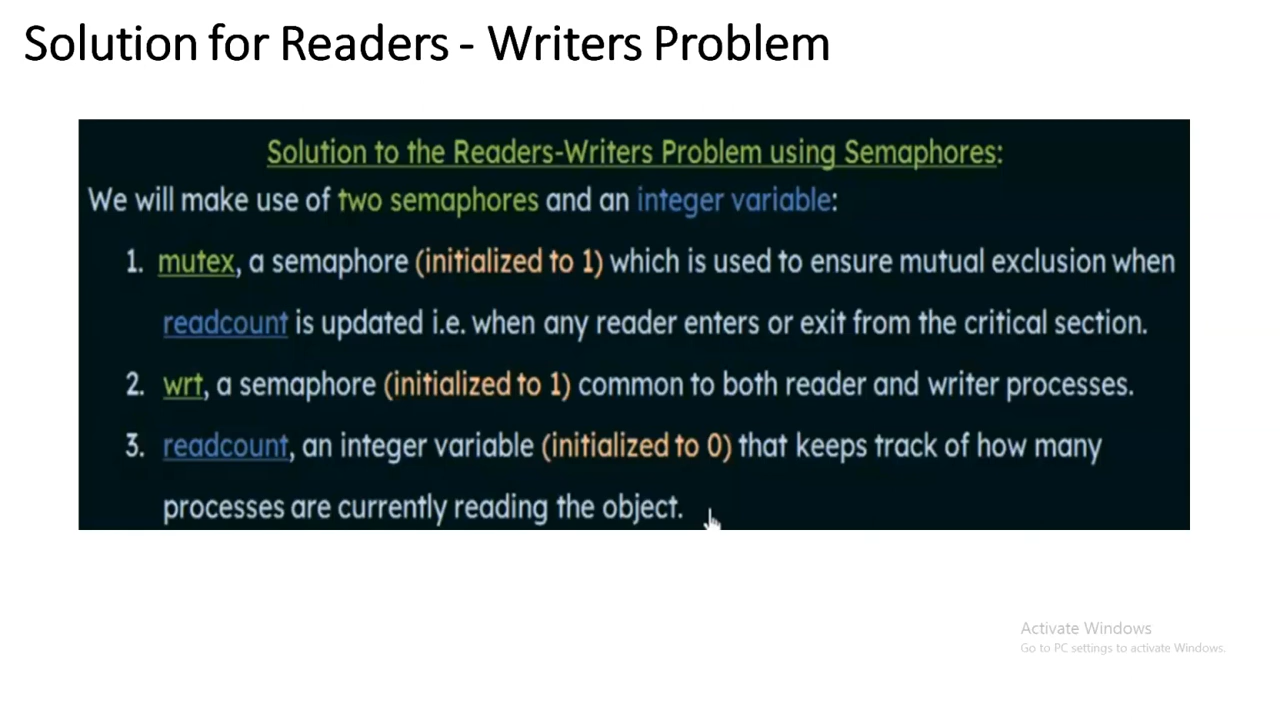 Solution for Readers - Writers Problem
Solution to the Readers-Writers Problem using Semaphores:
We will make use of two semaphores and an integer variable:
1. mutex, a semaphore (initialized to 1) which is used to ensure mutual exclusion when
readcount is updated i.e. when any reader enters or exit from the critical section.
2. wrt, a semaphore (initialized to 1) common to both reader and writer processes.
3. readcount, an integer variable (initialized to 0) that keeps track of how many
processes are currently reading the object.
Activate Windows
Go to PC settings to activate Windows.